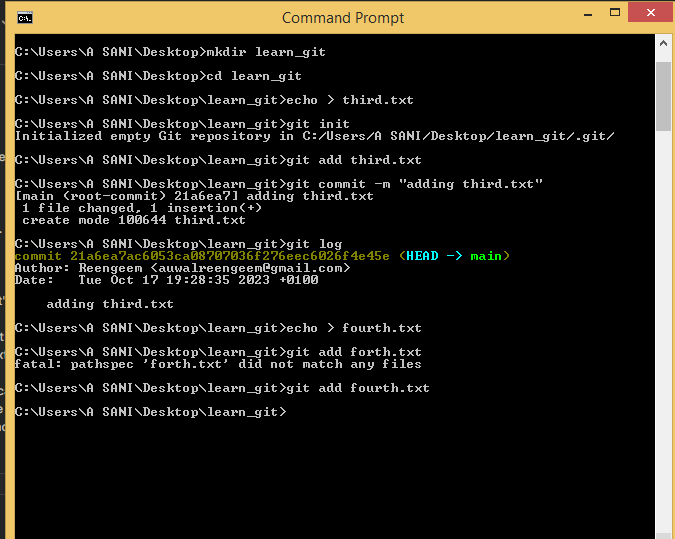 Command Prompt
C:\Users\A SANI\Desktop>mkdir learn_git
C:\Users\A SANI\Desktop>cd learn_git
C:\Users\A SANI\Desktop\learn_git>echo > third.txt
C:\Users\A SANI\Desktop\learn_git>git init
Initialized empty Git repository in C:/Users/A SANI/Desktop/learn_git/.git/
C:\Users\A SANI\Desktop\learn_git>git add third.txt
C:\Users\A SANI\Desktop\learn_git>git commit -m "adding third.txt"
[main (root-commit) 21a6ea7] adding third.txt
1 file changed, 1 insertion(+)
create mode 100644 third.txt
C:\Users\A SANI\Desktop\learn_git>git log
commit 21a6ea7ac6053ca08707036f276eec6026f4e45e (HEAD -> main)
Author: Reengeem <auwalreengeem@gmail.com>
Date:   Tue Oct 17 19:28:35 2023 +0100
adding third.txt
C:\Users\A SANI\Desktop\learn_git>echo > fourth.txt
C:\Users\A SANI\Desktop\learn_git>git add forth.txt
fatal: pathspec 'forth.txt' did not match any files
C:\Users\A SANI\Desktop\learn_git>git add fourth.txt
C:\Users\A SANI\Desktop\learn_git>